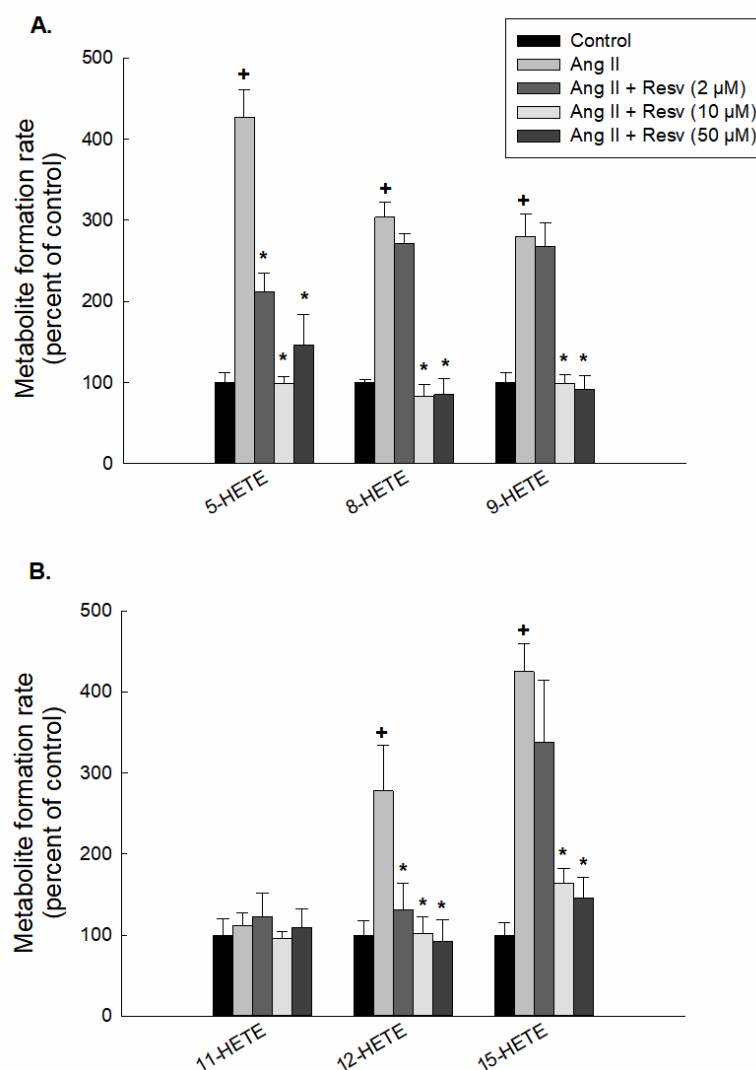 A.
Control
Ang II
Ang II + Resv (2 µM)
Ang II + Resv (10 µM)
Ang II + Resv (50 µM)
Metabolite formation rate
(percent of control)
500
400
300
200
100
0
+
*
*
*
+
*
*
+
*
*
5-HETE
8-HETE
9-HETE
B.
Metabolite formation rate
(percent of control)
500
400
300
200
100
0
+
*
*
*
+
*
*
11-HETE
12-HETE
15-HETE